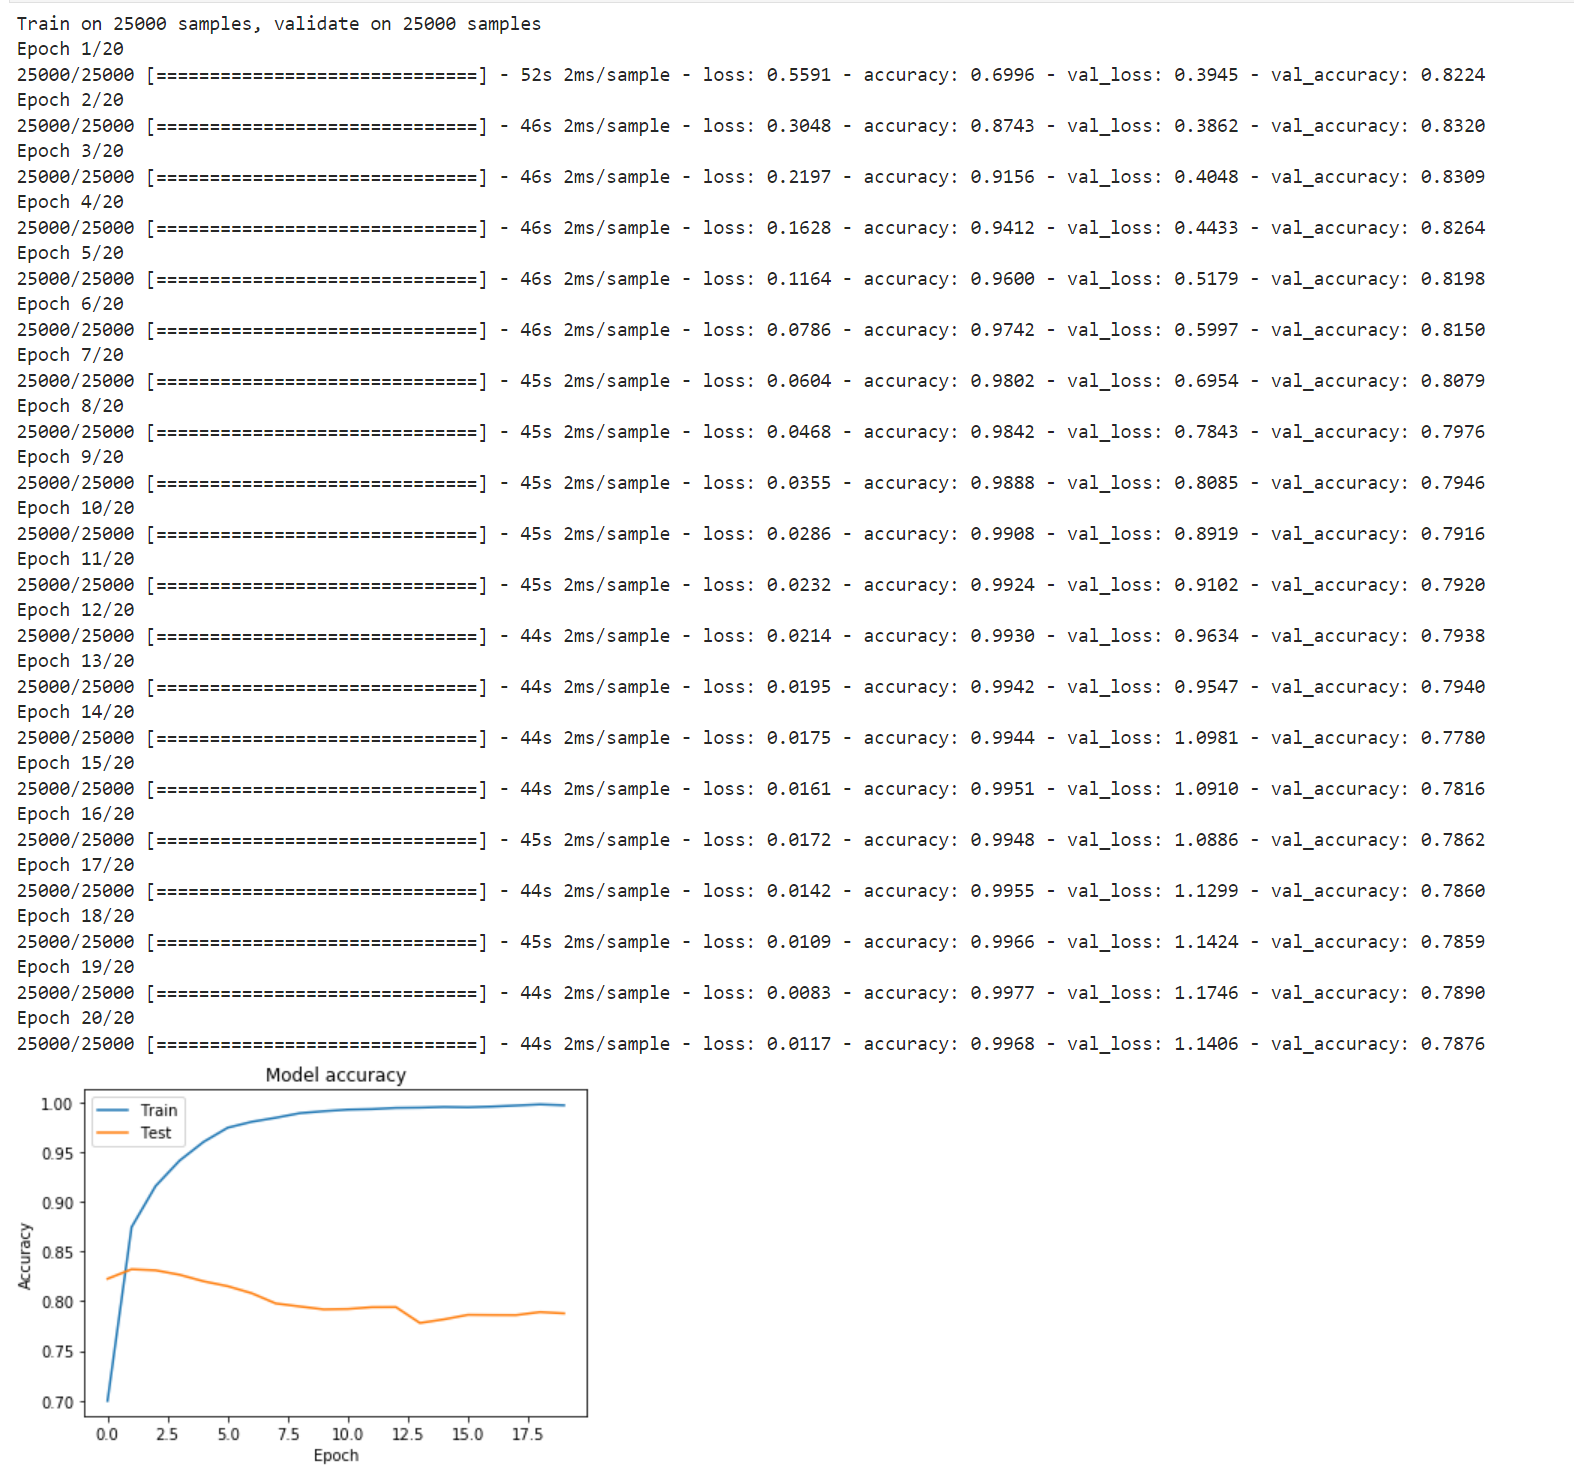 Train on 25000 samples, validate on 25000 samples
Epoch 1/20
25000/25000 [==============================] - 52s 2ms/sample - loss: 0.5591 - accuracy: 0.6996 - val_loss: 0.3945 - val_accuracy: 0.8224
Epoch 2/20
25000/25000 [==============================] - 46s 2ms/sample - loss: 0.3048 - accuracy: 0.8743 - val_loss: 0.3862 - val_accuracy: 0.8320
Epoch 3/20
25000/25000 [==============================] - 46s 2ms/sample - loss: 0.2197 - accuracy: 0.9156 - val_loss: 0.4048 - val_accuracy: 0.8309
Epoch 4/20
25000/25000 [==============================] - 46s 2ms/sample - loss: 0.1628 - accuracy: 0.9412 - val_loss: 0.4433 - val_accuracy: 0.8264
Epoch 5/20
25000/25000 [==============================] - 46s 2ms/sample - loss: 0.1164 - accuracy: 0.9600 - val_loss: 0.5179 - val_accuracy: 0.8198
Epoch 6/20
25000/25000 [==============================] - 46s 2ms/sample - loss: 0.0786 - accuracy: 0.9742 - val_loss: 0.5997 - val_accuracy: 0.8150
Epoch 7/20
25000/25000 [==============================] - 45s 2ms/sample - loss: 0.0604 - accuracy: 0.9802 - val_loss: 0.6954 - val_accuracy: 0.8079
Epoch 8/20
25000/25000 [==============================] - 45s 2ms/sample - loss: 0.0468 - accuracy: 0.9842 - val_loss: 0.7843 - val_accuracy: 0.7976
Epoch 9/20
25000/25000 [==============================] - 45s 2ms/sample - loss: 0.0355 - accuracy: 0.9888 - val_loss: 0.8085 - val_accuracy: 0.7946
Epoch 10/20
25000/25000 [==============================] - 45s 2ms/sample - loss: 0.0286 - accuracy: 0.9908 - val_loss: 0.8919 - val_accuracy: 0.7916
Epoch 11/20
25000/25000 [==============================] - 45s 2ms/sample - loss: 0.0232 - accuracy: 0.9924 - val_loss: 0.9102 - val_accuracy: 0.7920
Epoch 12/20
25000/25000 [==============================] - 44s 2ms/sample - loss: 0.0214 - accuracy: 0.9930 - val_loss: 0.9634 - val_accuracy: 0.7938
Epoch 13/20
25000/25000 [==============================] - 44s 2ms/sample - loss: 0.0195 - accuracy: 0.9942 - val_loss: 0.9547 - val_accuracy: 0.7940
Epoch 14/20
25000/25000 [==============================] - 44s 2ms/sample - loss: 0.0175 - accuracy: 0.9944 - val_loss: 1.0981 - val_accuracy: 0.7780
Epoch 15/20
25000/25000 [==============================] - 44s 2ms/sample - loss: 0.0161 - accuracy: 0.9951 - val_loss: 1.0910 - val_accuracy: 0.7816
Epoch 16/20
25000/25000 [==============================] - 45s 2ms/sample - loss: 0.0172 - accuracy: 0.9948 - val_loss: 1.0886 - val_accuracy: 0.7862
Epoch 17/20
25000/25000 [==============================] - 44s 2ms/sample - loss: 0.0142 - accuracy: 0.9955 - val_loss: 1.1299 - val_accuracy: 0.7860
Epoch 18/20
25000/25000 [==============================] - 45s 2ms/sample - loss: 0.0109 - accuracy: 0.9966 - val_loss: 1.1424 - val_accuracy: 0.7859
Epoch 19/20
25000/25000 [==============================] - 44s 2ms/sample - loss: 0.0083 - accuracy: 0.9977 - val_loss: 1.1746 - val_accuracy: 0.7890
Epoch 20/20
25000/25000 [==============================] - 44s 2ms/sample - loss: 0.0117 - accuracy: 0.9968 - val_loss: 1.1406 - val_accuracy: 0.7876
Model accuracy
Train
Test
1.00
0.95
0.90
0.85
0.80
0.75
0.70
Accuracy
0.0 2.5 5.0 7.5 10.0 12.5 15.0 17.5
Epoch